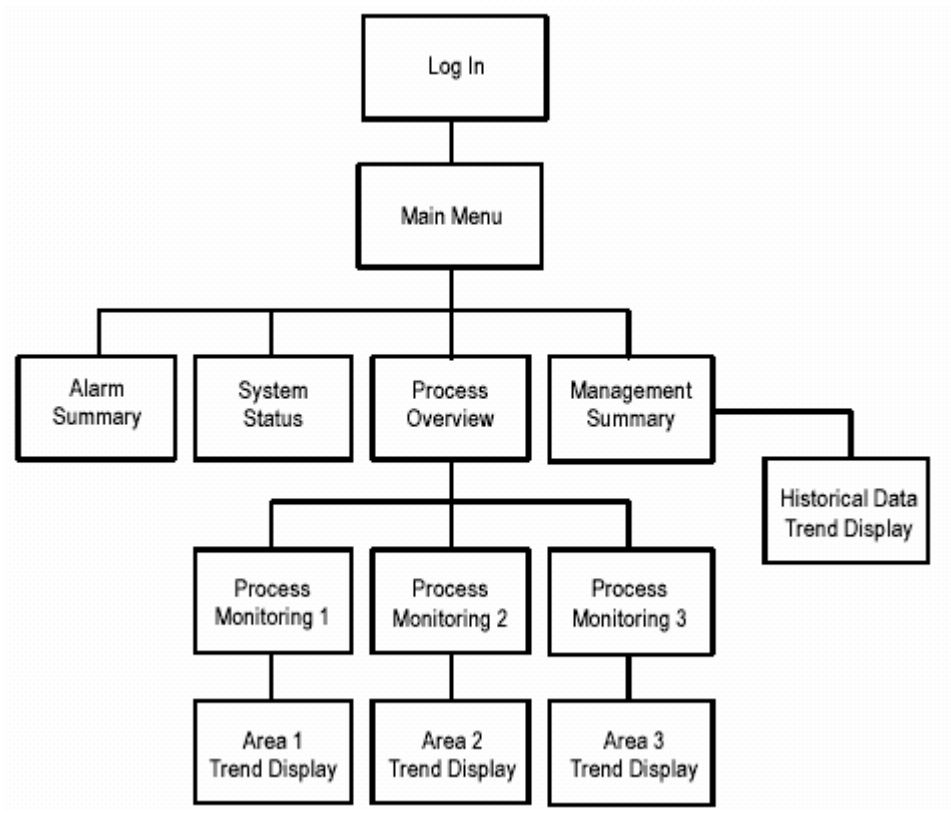 Log In
Main Menu
Alarm
Summary
System
Status
Process
Overview
Management
Summary
Historical Data
Trend Display
Process
Monitoring 1
Process
Monitoring 2
Process
Monitoring 3
Area 1
Trend Display
Area 2
Trend Display
Area 3
Trend Display